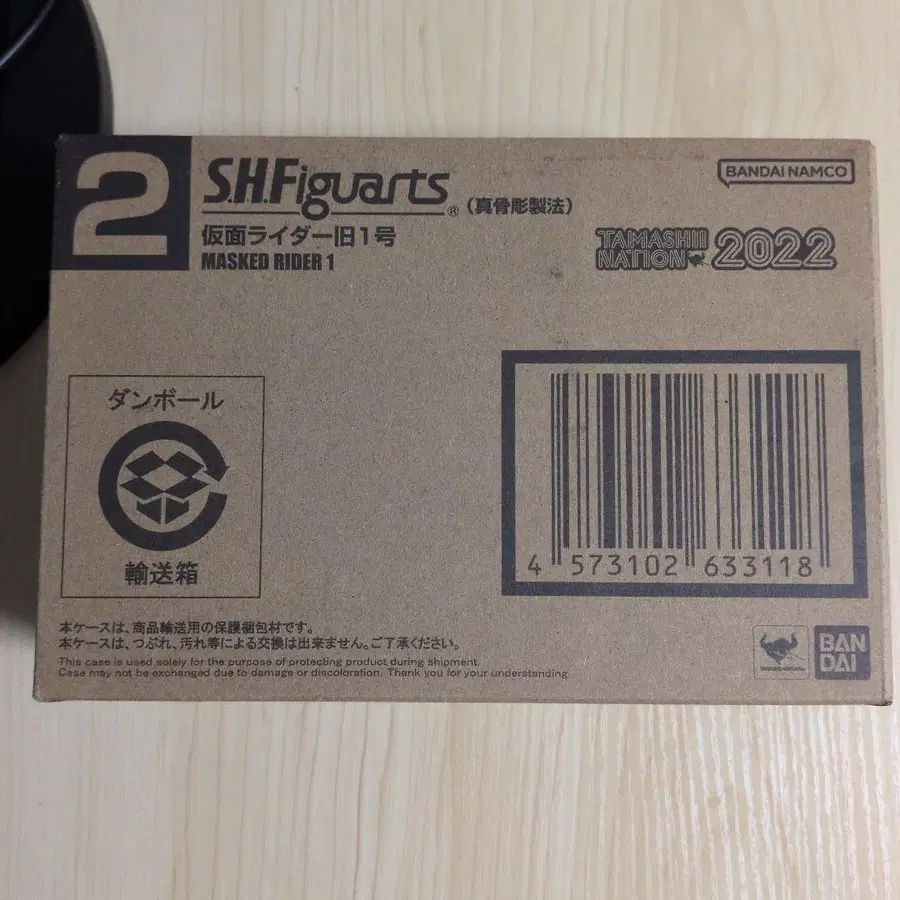 2
S.H.Figuarts® (真骨彫製法)
仮面ライダー旧1号
MASKED RIDER 1
BANDAI NAMCO
TAMASHII NATION 2022
ダンボール
輸送箱
4 573102 633118
本ケースは、商品輸送用の保護梱包材です。
本ケースは、つぶれ、汚れ等による交換は出来ません。ご了承ください。
This case is used solely for the purpose of protecting product during shipment.
Case may not be exchanged due to damage or discoloration. Thank you for your understanding.
BAN
DAI